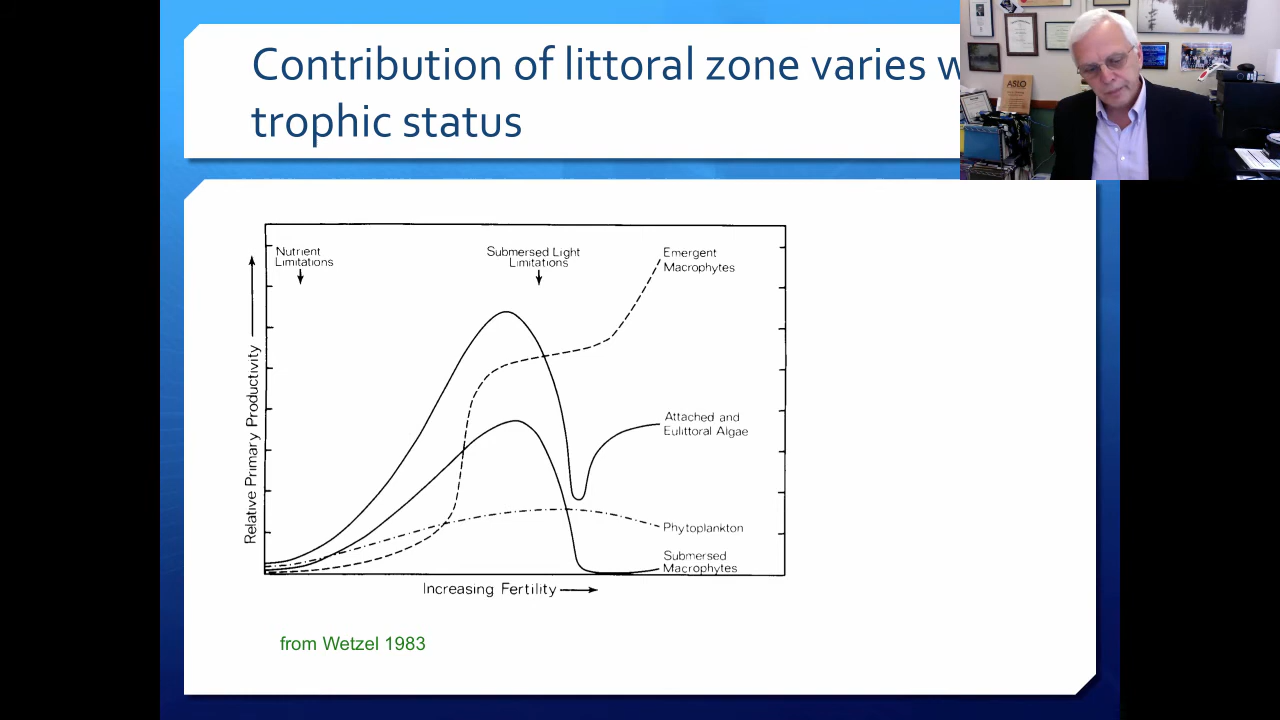 Contribution of littoral zone varies w
trophic status
ASLO
Nutrient
Limitations
Submersed Light
Limitations
Emergent
Macrophytes
Relative Primary Productivity
Attached and
Eulittoral Algae
Phytoplankton
Submersed
Macrophytes
Increasing Fertility
from Wetzel 1983